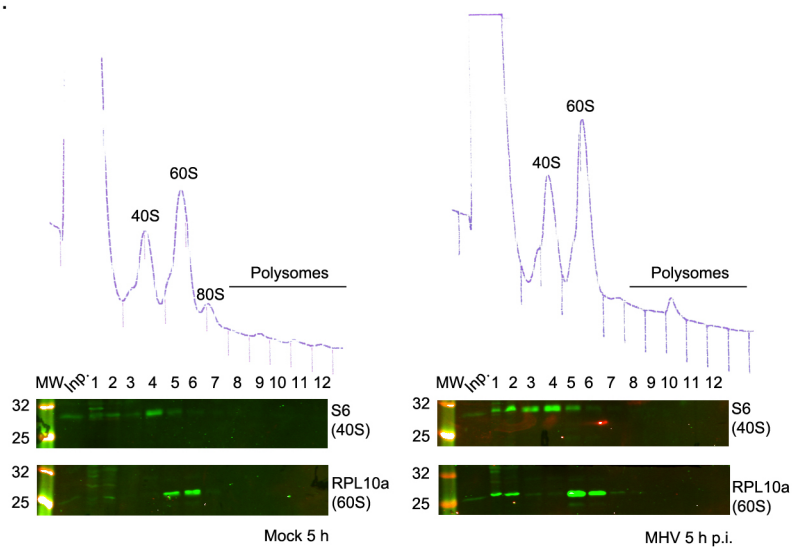 .
60S
40S
80S
Polysomes
60S
40S
Polysomes
MW Inp. 1 2 3 4 5 6 7 8 9 10 11 12
32
25
S6
(40S)
32
25
RPL10a
(60S)
Mock 5 h
MW Inp. 1 2 3 4 5 6 7 8 9 10 11 12
32
25
S6
(40S)
32
25
RPL10a
(60S)
MHV 5 h p.i.